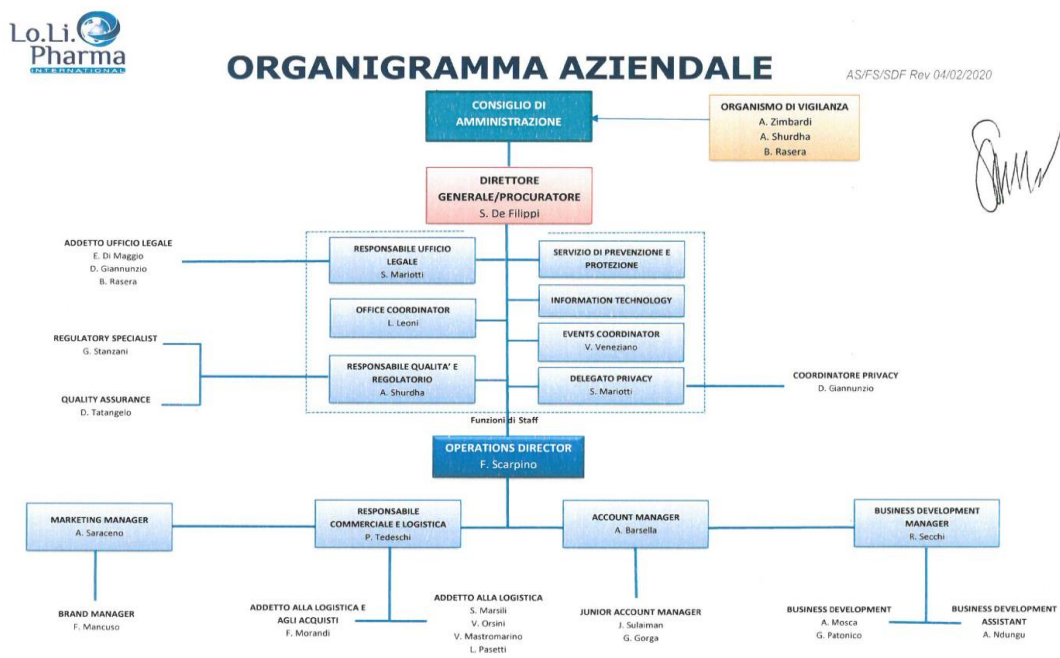 Lo.Li.
Pharma
INTERNATIONAL
ORGANIGRAMMA AZIENDALE
AS/FS/SDF Rev 04/02/2020
CONSIGLIO DI
AMMINISTRAZIONE
ORGANISMO DI VIGILANZA
A. Zimbardi
A. Shurdha
B. Rasera
DIRETTORE
GENERALE/PROCURATORE
S. De Filippi
ADDETTO UFFICIO LEGALE
E. Di Maggio
D. Giannunzio
B. Rasera
RESPONSABILE UFFICIO
LEGALE
S. Mariotti
SERVIZIO DI PREVENZIONE E
PROTEZIONE
OFFICE COORDINATOR
L. Leoni
INFORMATION TECHNOLOGY
REGULATORY SPECIALIST
G. Stanzani
EVENTS COORDINATOR
V. Veneziano
RESPONSABILE QUALITA' E
REGOLATORIO
A. Shurdha
DELEGATO PRIVACY
S. Mariotti
COORDINATORE PRIVACY
D. Giannunzio
QUALITY ASSURANCE
D. Tatangelo
Funzioni di Staff
OPERATIONS DIRECTOR
F. Scarpino
MARKETING MANAGER
A. Saraceno
RESPONSABILE
COMMERCIALE E LOGISTICA
P. Tedeschi
ACCOUNT MANAGER
A. Barsella
BUSINESS DEVELOPMENT
MANAGER
R. Secchi
BRAND MANAGER
F. Mancuso
ADDETTO ALLA LOGISTICA E
AGLI ACQUISTI
F. Morandi
ADDETTO ALLA LOGISTICA
S. Marsili
V. Orsini
V. Mastromarino
L. Pasetti
JUNIOR ACCOUNT MANAGER
J. Sulaiman
G. Gorga
BUSINESS DEVELOPMENT
A. Mosca
G. Patonico
BUSINESS DEVELOPMENT
ASSISTANT
A. Ndungu